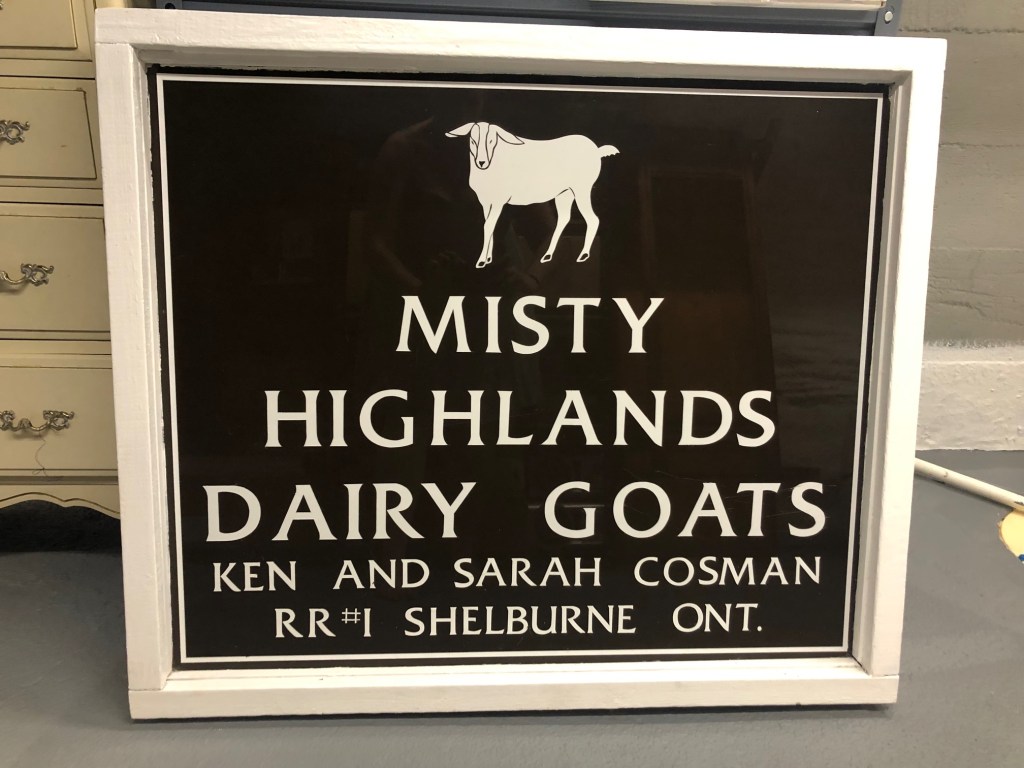 MISTY
HIGHLANDS
DAIRY GOATS
KEN AND SARAH COSMAN
RR#1 SHELBURNE ONT.